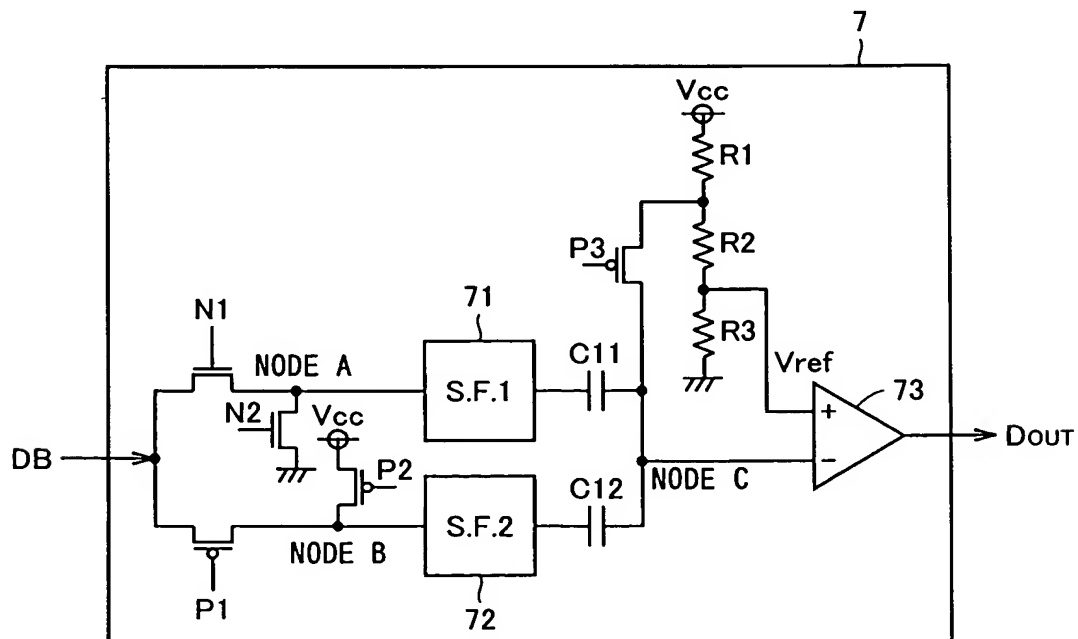 7
Vcc
R1
P3
R2
71
N1
R3
C11
NODE A
Vref
73
Vcc
S.F.1
N2
+
DB
DOUT
P2
−
C12
NODE C
S.F.2
NODE B
P1
72